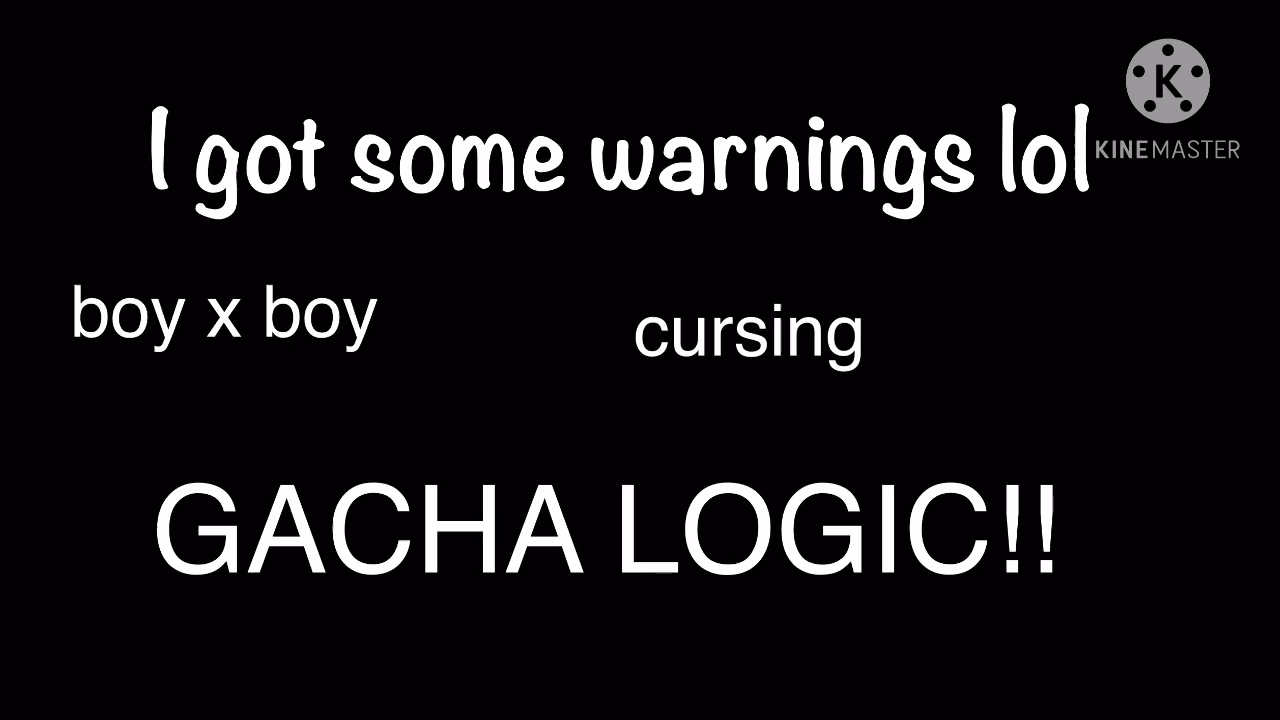 I got some warnings lol
K
KINEMASTER
boy x boy
cursing
GACHA LOGIC!!